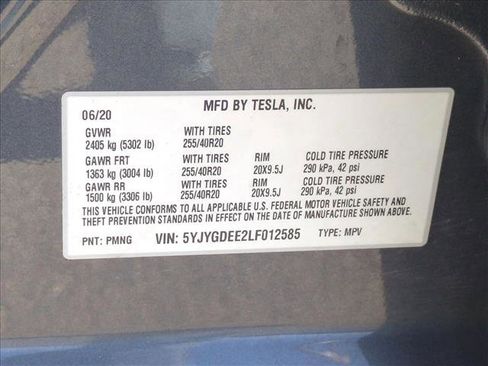 MFD BY TESLA, INC.
06/20
GVWR WITH TIRES
2405 kg (5302 lb) 255/40R20
GAWR FRT WITH TIRES RIM COLD TIRE PRESSURE
1363 kg (3004 lb) 255/40R20 20X9.5J 290 kPa, 42 psi
GAWR RR WITH TIRES RIM COLD TIRE PRESSURE
1500 kg (3306 lb) 255/40R20 20X9.5J 290 kPa, 42 psi
THIS VEHICLE CONFORMS TO ALL APPLICABLE U.S. FEDERAL MOTOR VEHICLE SAFETY AND
THEFT PREVENTION STANDARDS IN EFFECT ON THE DATE OF MANUFACTURE SHOWN ABOVE.
PNT: PMNG VIN: 5YJYGDEE2LF012585 TYPE: MPV